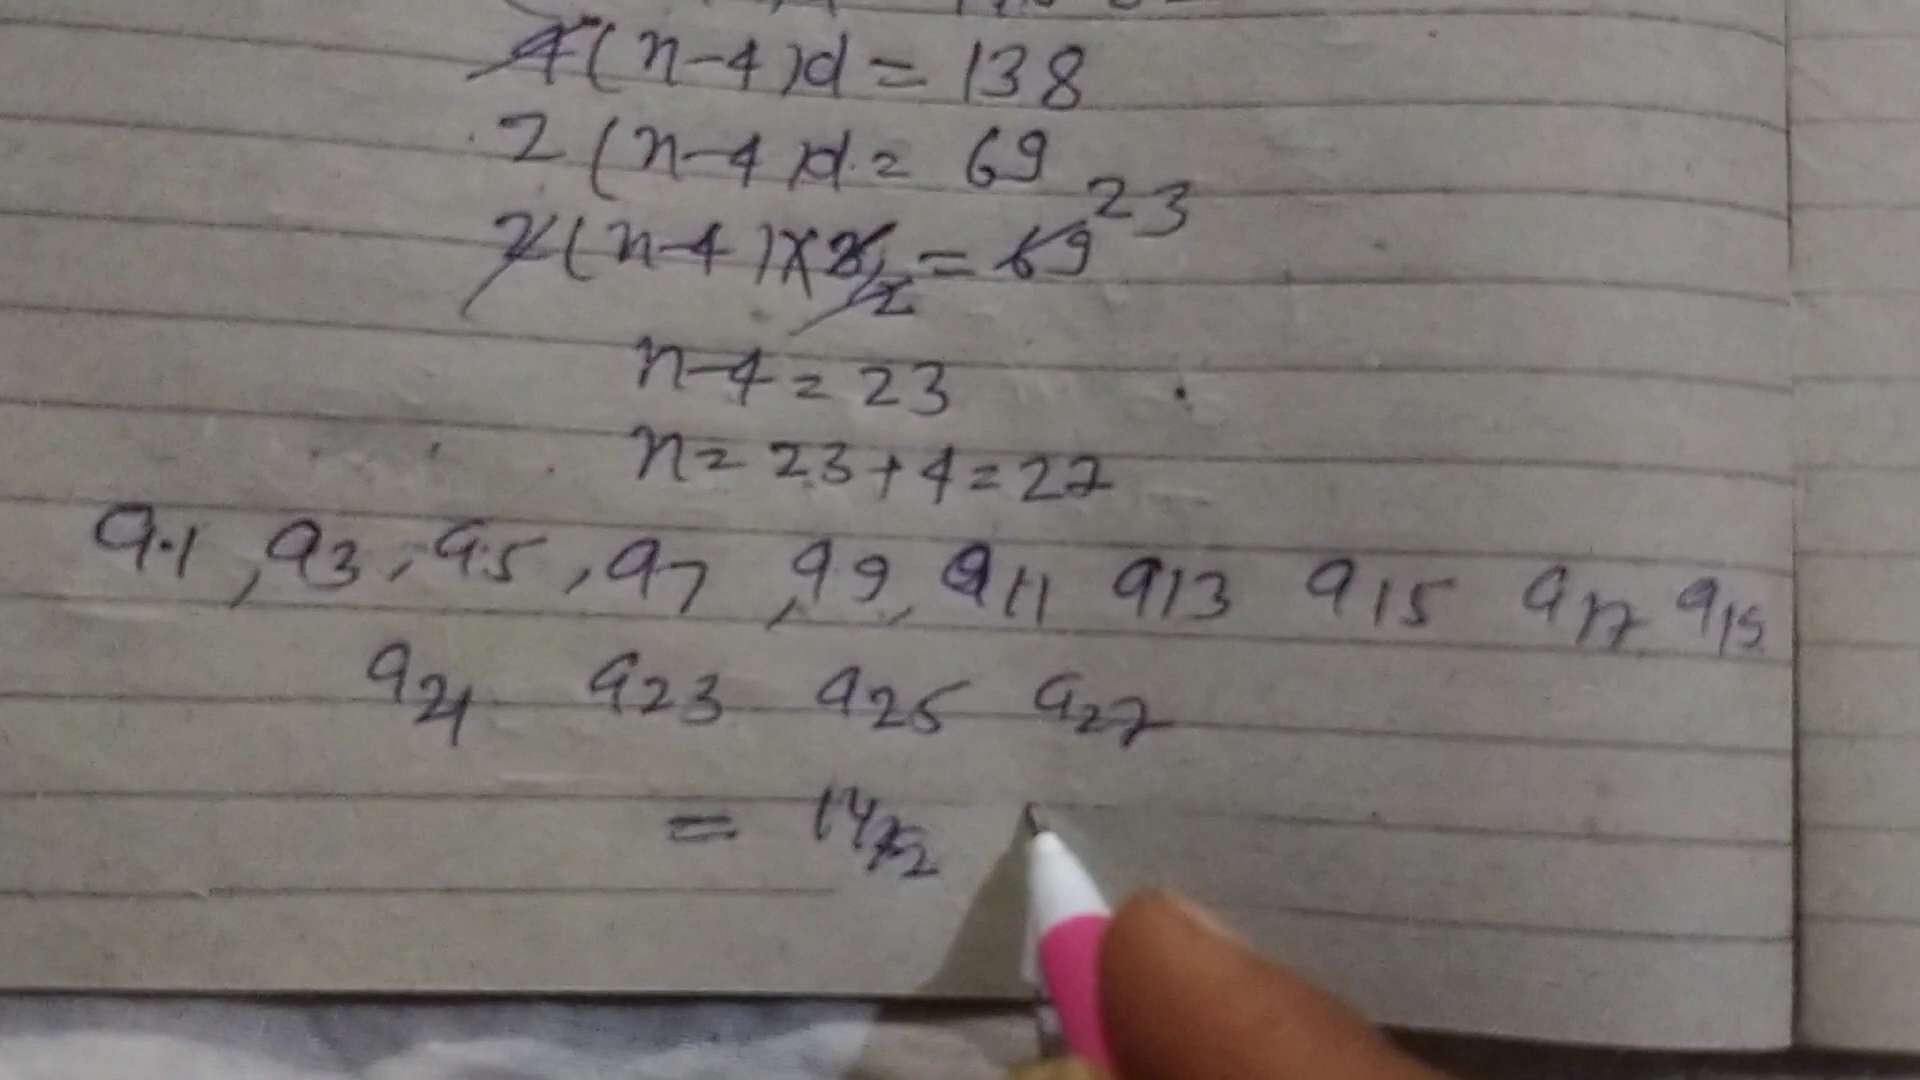 4(n-4)d = 138
2(n-4)d = 69
2(n-4)×3/2 = 69 23
n-4 = 23
n = 23+4 = 27
a1, a3, a5, a7, a9, a11 a13 a15 a17 a19
a21 a23 a25 a27
= 14/2